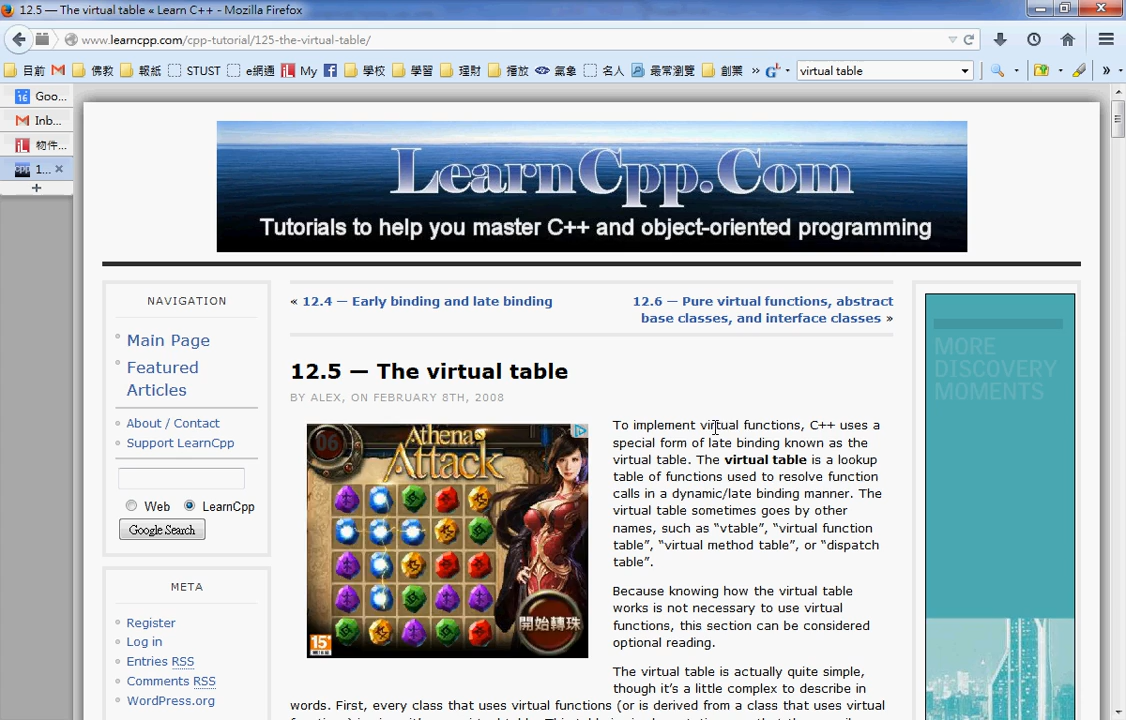 12.5 — The virtual table « Learn C++ - Mozilla Firefox
www.learncpp.com/cpp-tutorial/125-the-virtual-table/
目前 佛教 報紙 STUST e網通 My 學校 學習 理財 播放 氣象 名人 最常瀏覽 創業 » virtual table »
16 Goo...
Inb...
物件...
cpp 1...
LearnCpp.Com
Tutorials to help you master C++ and object-oriented programming
NAVIGATION
Main Page
Featured
Articles
About / Contact
Support LearnCpp
Web LearnCpp
Google Search
META
Register
Log in
Entries RSS
Comments RSS
WordPress.org
« 12.4 — Early binding and late binding
12.6 — Pure virtual functions, abstract
base classes, and interface classes »
12.5 — The virtual table
BY ALEX, ON FEBRUARY 8TH, 2008
06
Athena
Attack
開始轉珠
15+
To implement virtual functions, C++ uses a
special form of late binding known as the
virtual table. The virtual table is a lookup
table of functions used to resolve function
calls in a dynamic/late binding manner. The
virtual table sometimes goes by other
names, such as “vtable”, “virtual function
table”, “virtual method table”, or “dispatch
table”.
Because knowing how the virtual table
works is not necessary to use virtual
functions, this section can be considered
optional reading.
The virtual table is actually quite simple,
though it’s a little complex to describe in
words. First, every class that uses virtual functions (or is derived from a class that uses virtual
MORE
DISCOVERY
MOMENTS